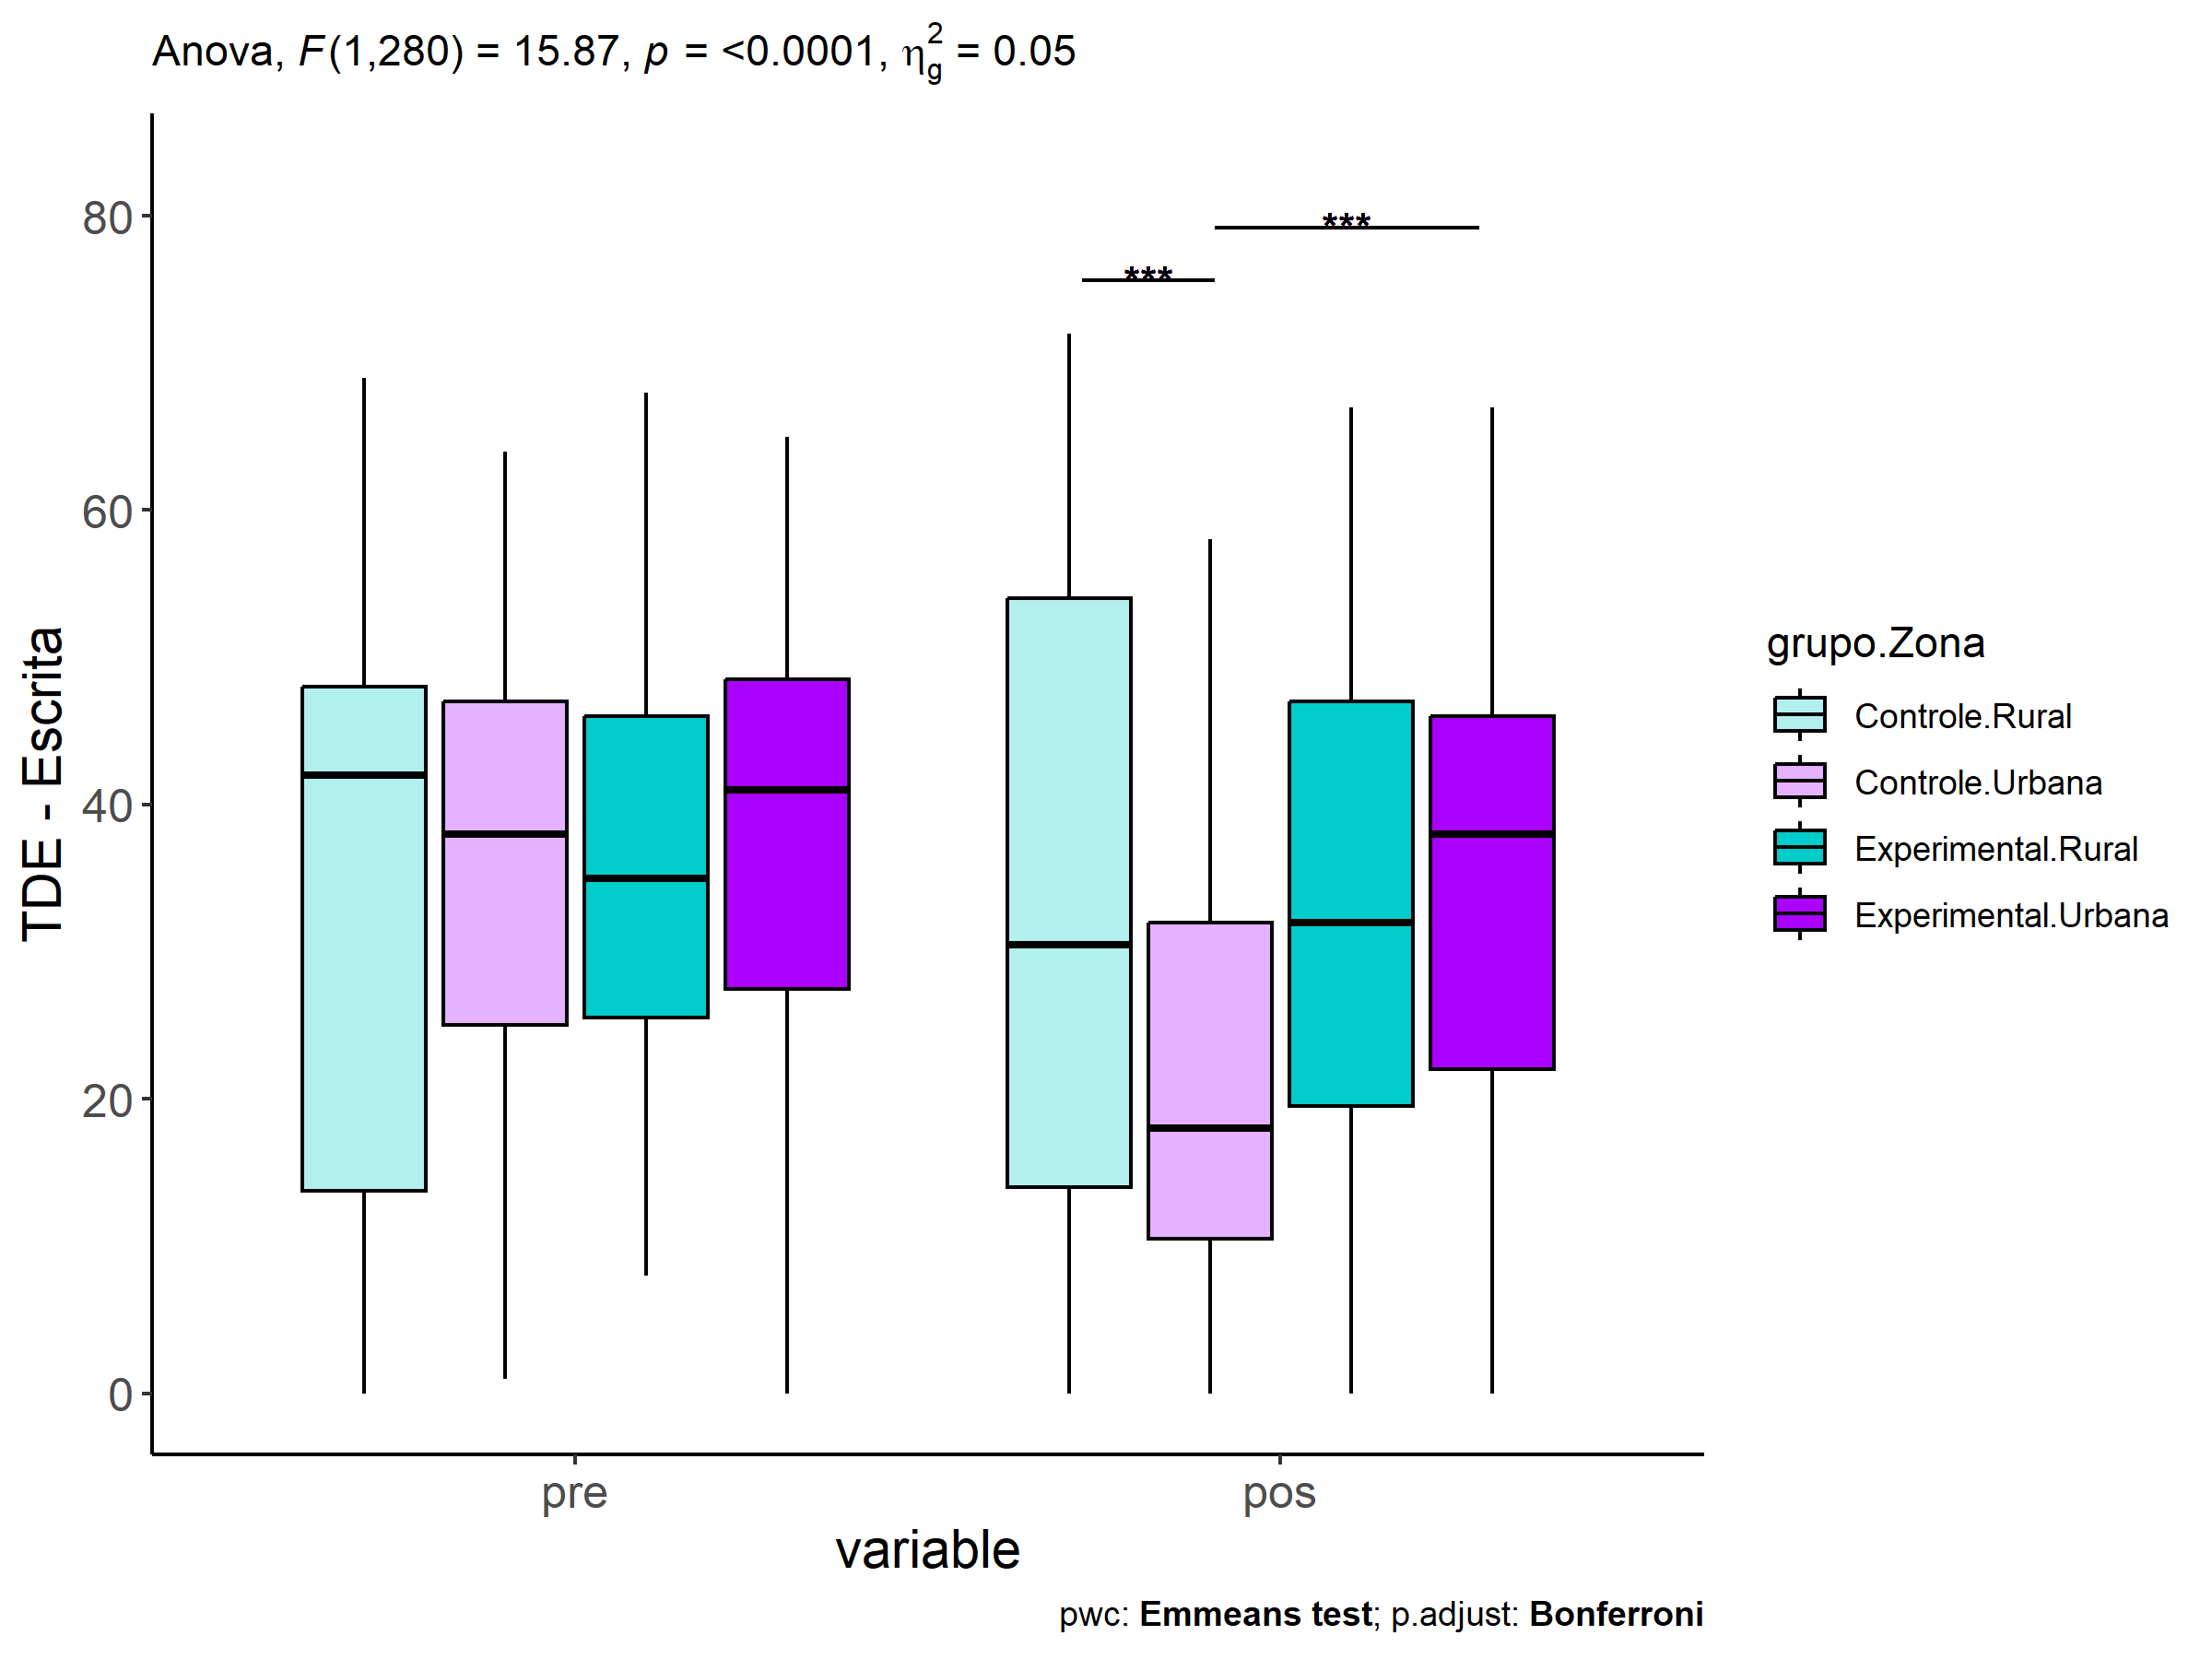 Anova, F(1,280) = 15.87, p = <0.0001, η²g = 0.05
80
60
40
20
0
TDE - Escrita
***
***
pre
pos
variable
grupo.Zona
Controle.Rural
Controle.Urbana
Experimental.Rural
Experimental.Urbana
pwc: Emmeans test; p.adjust: Bonferroni